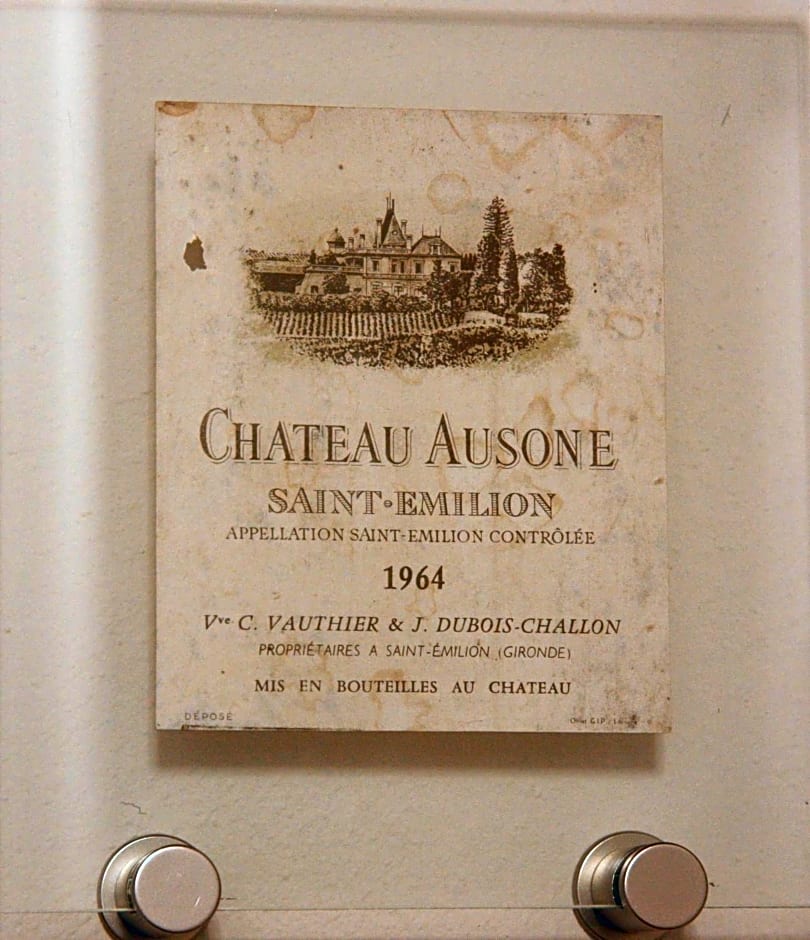 CHATEAU AUSONE
SAINT-EMILION
APPELLATION SAINT-EMILION CONTRÔLÉE
1964
Vve C. VAUTHIER & J. DUBOIS-CHALLON
PROPRIÉTAIRES A SAINT-ÉMILION (GIRONDE)
MIS EN BOUTEILLES AU CHATEAU
DÉPOSÉ